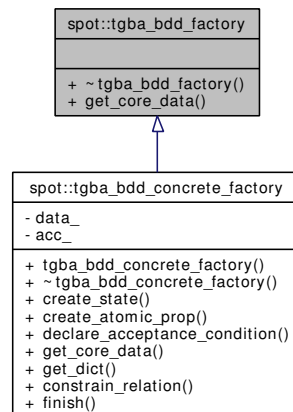 spot::tgba_bdd_factory
+ ~tgba_bdd_factory()
+ get_core_data()
spot::tgba_bdd_concrete_factory
- data_
- acc_
+ tgba_bdd_concrete_factory()
+ ~tgba_bdd_concrete_factory()
+ create_state()
+ create_atomic_prop()
+ declare_acceptance_condition()
+ get_core_data()
+ get_dict()
+ constrain_relation()
+ finish()